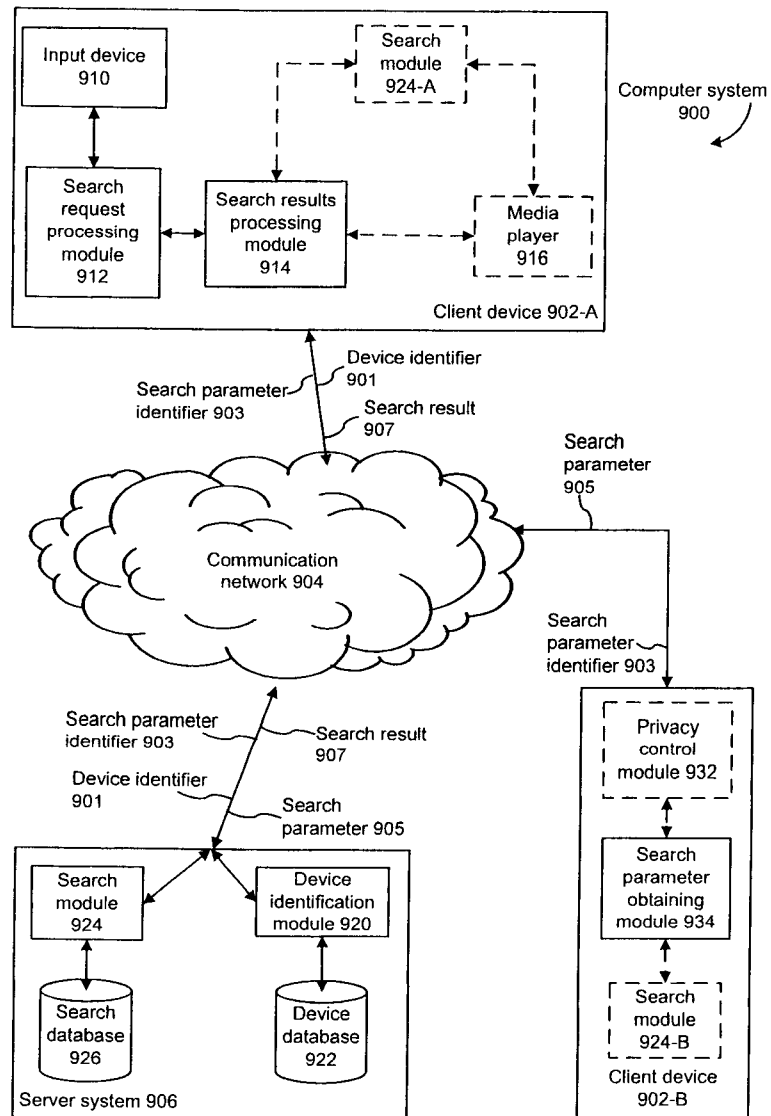 Input device
910
Search
module
924-A
Computer system
900
Search
request
processing
module
912
Search results
processing
module
914
Media
player
916
Client device 902-A
Device identifier
901
Search parameter
identifier 903
Search result
907
Search
parameter
905
Communication
network 904
Search
parameter
identifier 903
Search parameter
identifier 903
Search result
907
Device identifier
901
Search
parameter 905
Privacy
control
module 932
Search
parameter
obtaining
module 934
Search
module
924-B
Client device
902-B
Search
module
924
Device
identification
module 920
Search
database
926
Device
database
922
Server system 906